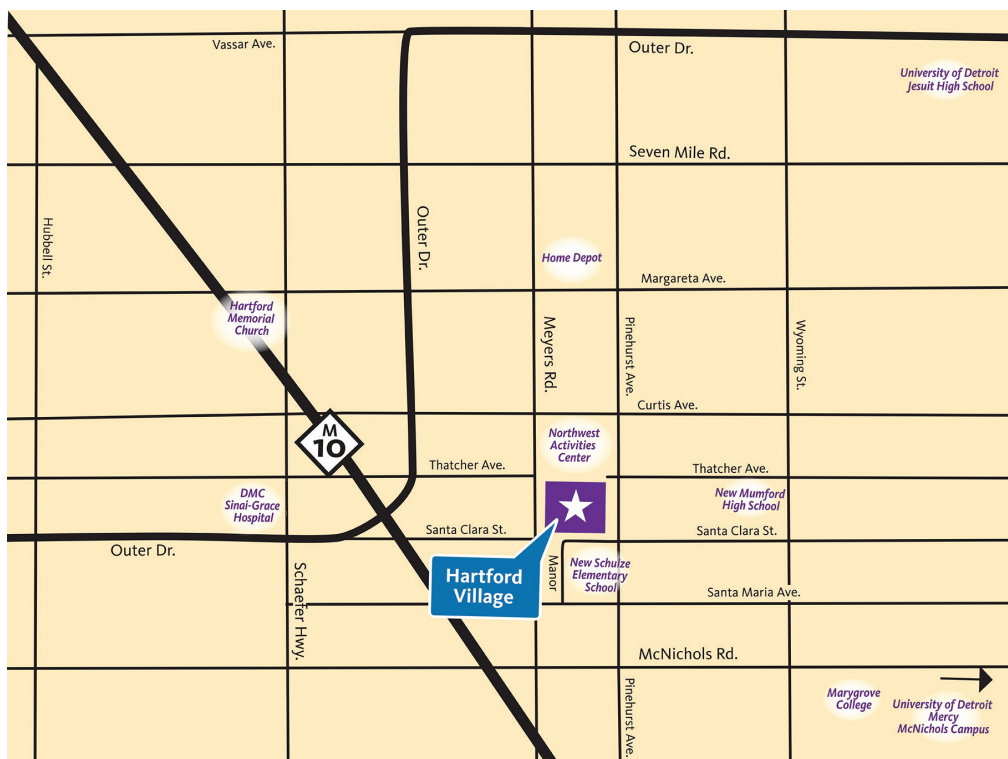 Vassar Ave.
Outer Dr.
University of Detroit
Jesuit High School
Seven Mile Rd.
Hubbell St.
Outer Dr.
Home Depot
Margareta Ave.
Hartford
Memorial
Church
Meyers Rd.
Pinehurst Ave.
Wyoming St.
Curtis Ave.
M
10
Northwest
Activities
Center
Thatcher Ave.
Thatcher Ave.
DMC
Sinai-Grace
Hospital
New Mumford
High School
Santa Clara St.
Santa Clara St.
Outer Dr.
Hartford
Village
Manor
New Schulze
Elementary
School
Schaefer Hwy.
Santa Maria Ave.
McNichols Rd.
Pinehurst Ave.
Marygrove
College
University of Detroit
Mercy
McNichols Campus